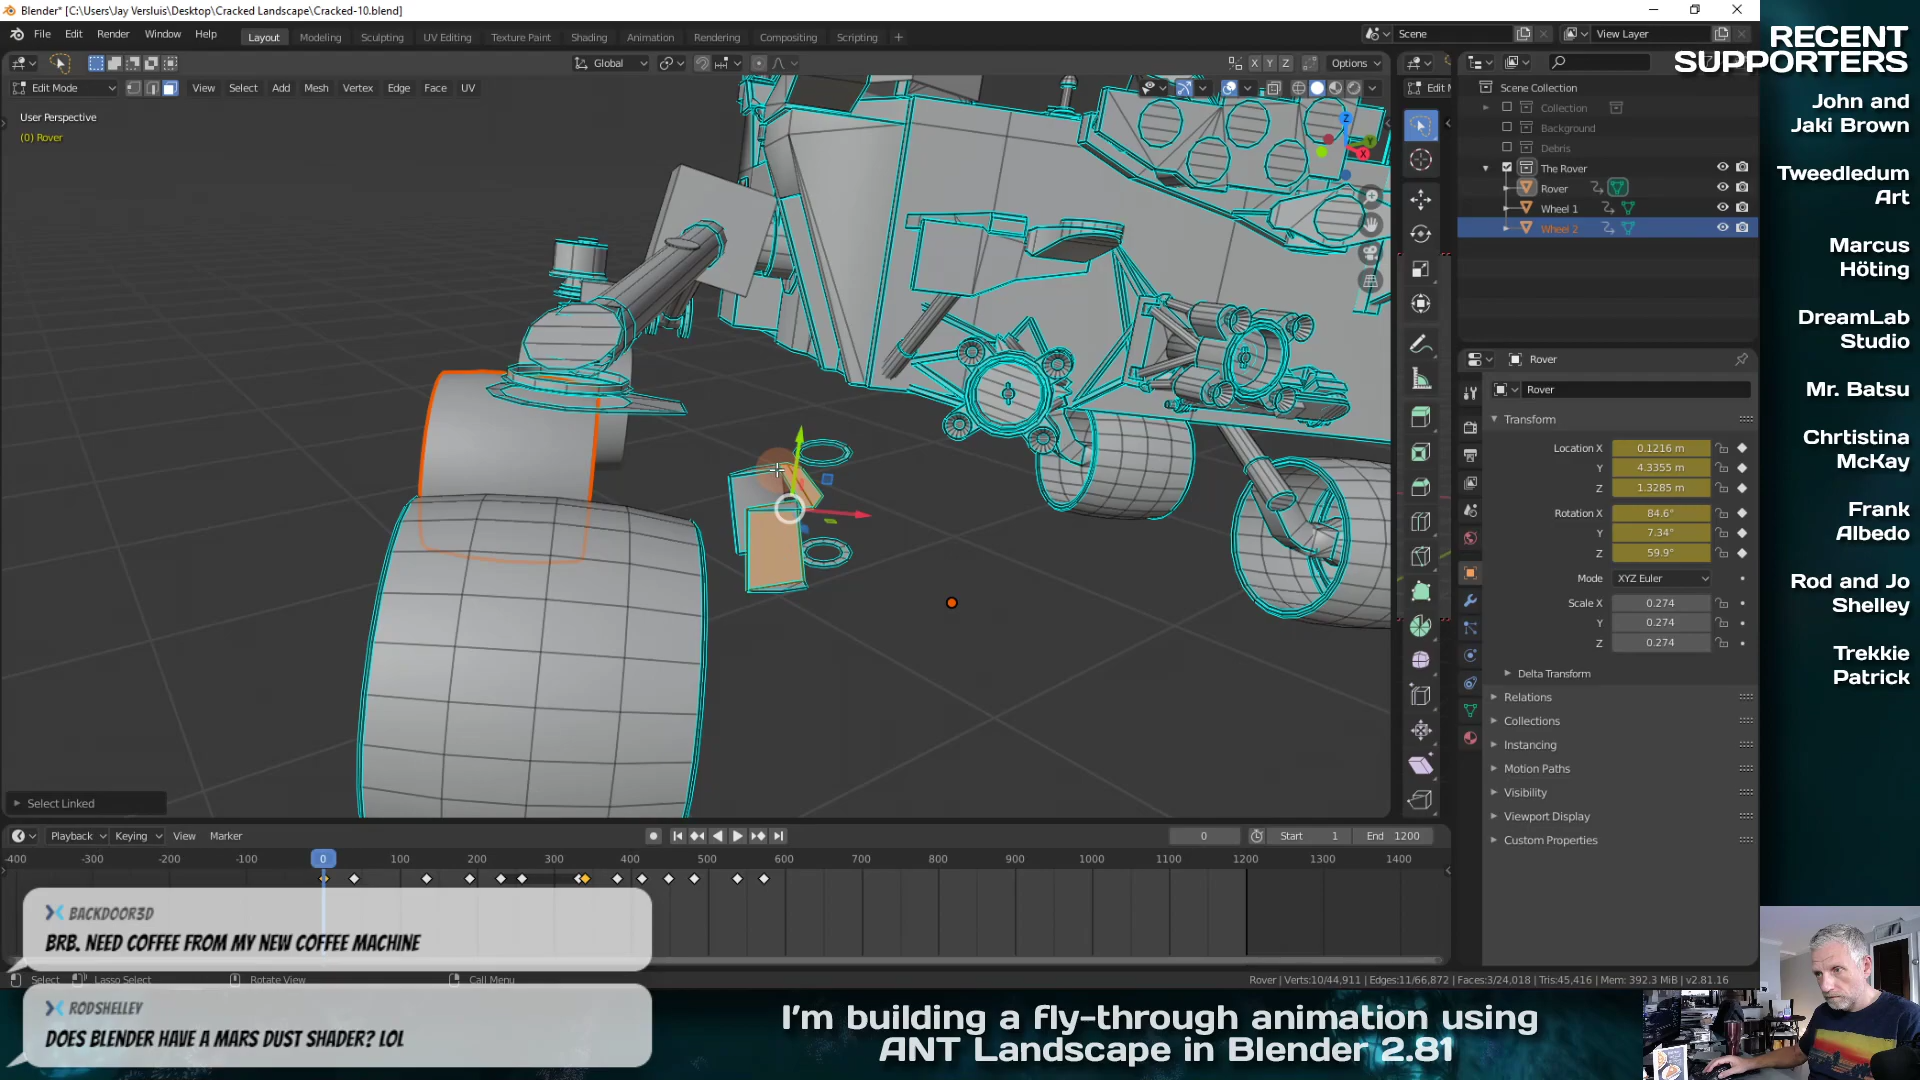 Blender* [C:\Users\Jay Versluis\Desktop\Cracked Landscape\Cracked-10.blend]
File Edit Render Window Help
Layout Modeling Sculpting UV Editing Texture Paint Shading Animation Rendering Compositing Scripting +
Scene
View Layer
Global
X Y Z
Options
Edit Mode
View Select Add Mesh Vertex Edge Face UV
Edit
User Perspective
(0) Rover
Scene Collection
Collection
Background
Debris
The Rover
Rover
Wheel 1
Wheel 2
Rover
Rover
Transform
Location X 0.1216 m
Y 4.3355 m
Z 1.3285 m
Rotation X 84.6°
Y 7.34°
Z 59.9°
Mode XYZ Euler
Scale X 0.274
Y 0.274
Z 0.274
Delta Transform
Relations
Collections
Instancing
Motion Paths
Visibility
Viewport Display
Custom Properties
Select Linked
Playback Keying View Marker
0 Start 1 End 1200
-400 -300 -200 -100 0 100 200 300 400 500 600 700 800 900 1000 1100 1200 1300 1400
Select Lasso Select Rotate View Call Menu
Rover | Verts:10/44,911 | Edges:11/66,872 | Faces:3/24,018 | Tris:45,416 | Mem: 392.3 MiB | v2.81.16
BACKDOOR3D
BRB. NEED COFFEE FROM MY NEW COFFEE MACHINE
RODSHELLEY
DOES BLENDER HAVE A MARS DUST SHADER? LOL
I'm building a fly-through animation using
ANT Landscape in Blender 2.81
RECENT
SUPPORTERS
John and
Jaki Brown
Tweedledum
Art
Marcus
Höting
DreamLab
Studio
Mr. Batsu
Chrtistina
McKay
Frank
Albedo
Rod and Jo
Shelley
Trekkie
Patrick